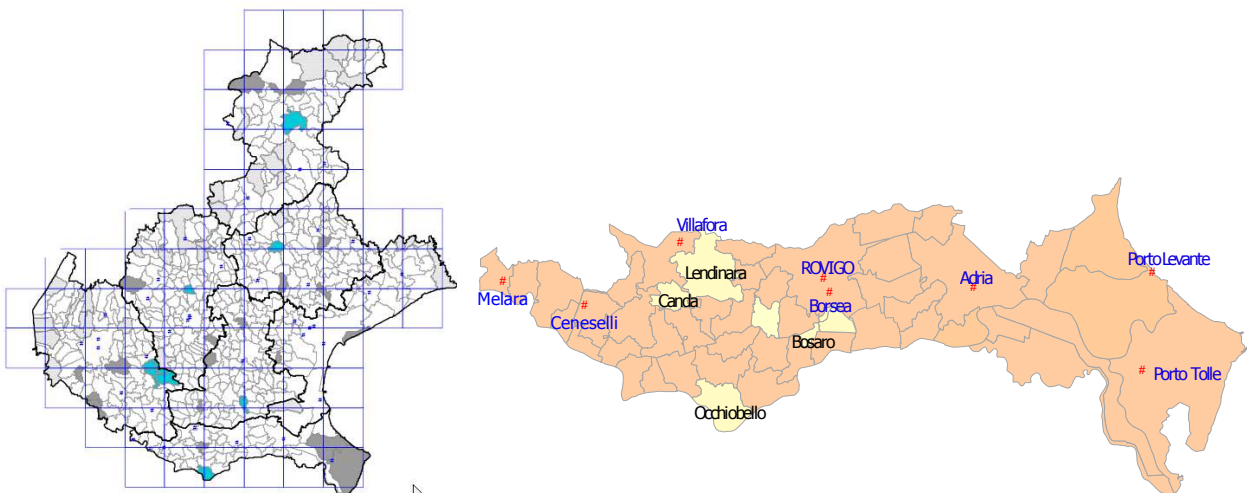 Villafora
Lendinara
ROVIGO
Porto Levante
Melara
Canda
Borsea
Adria
Ceneselli
Bosaro
Porto Tolle
Occhiobello